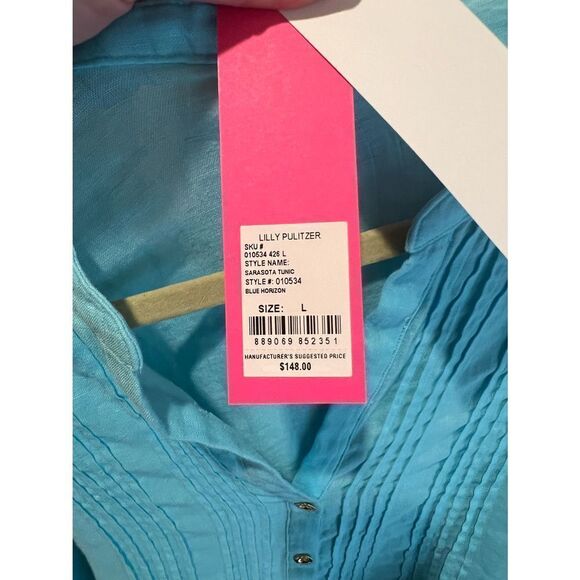 LILLY PULITZER
SKU #
010534 426 L
STYLE NAME:
SARASOTA TUNIC
STYLE #: 010534
BLUE HORIZON
SIZE: L
889069 852351
MANUFACTURER'S SUGGESTED PRICE
$148.00